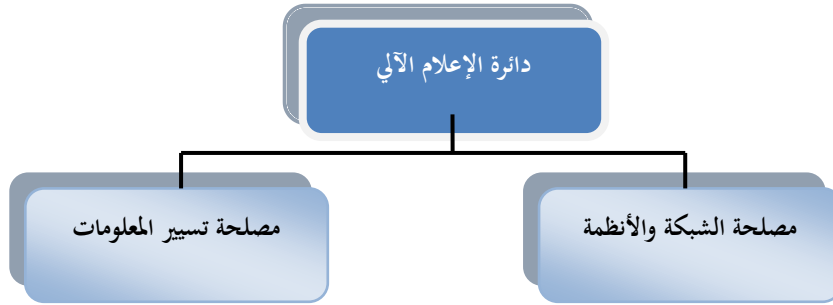 دائرة الإعلام الآلي
مصلحة الشبكة والأنظمة
مصلحة تسيير المعلومات